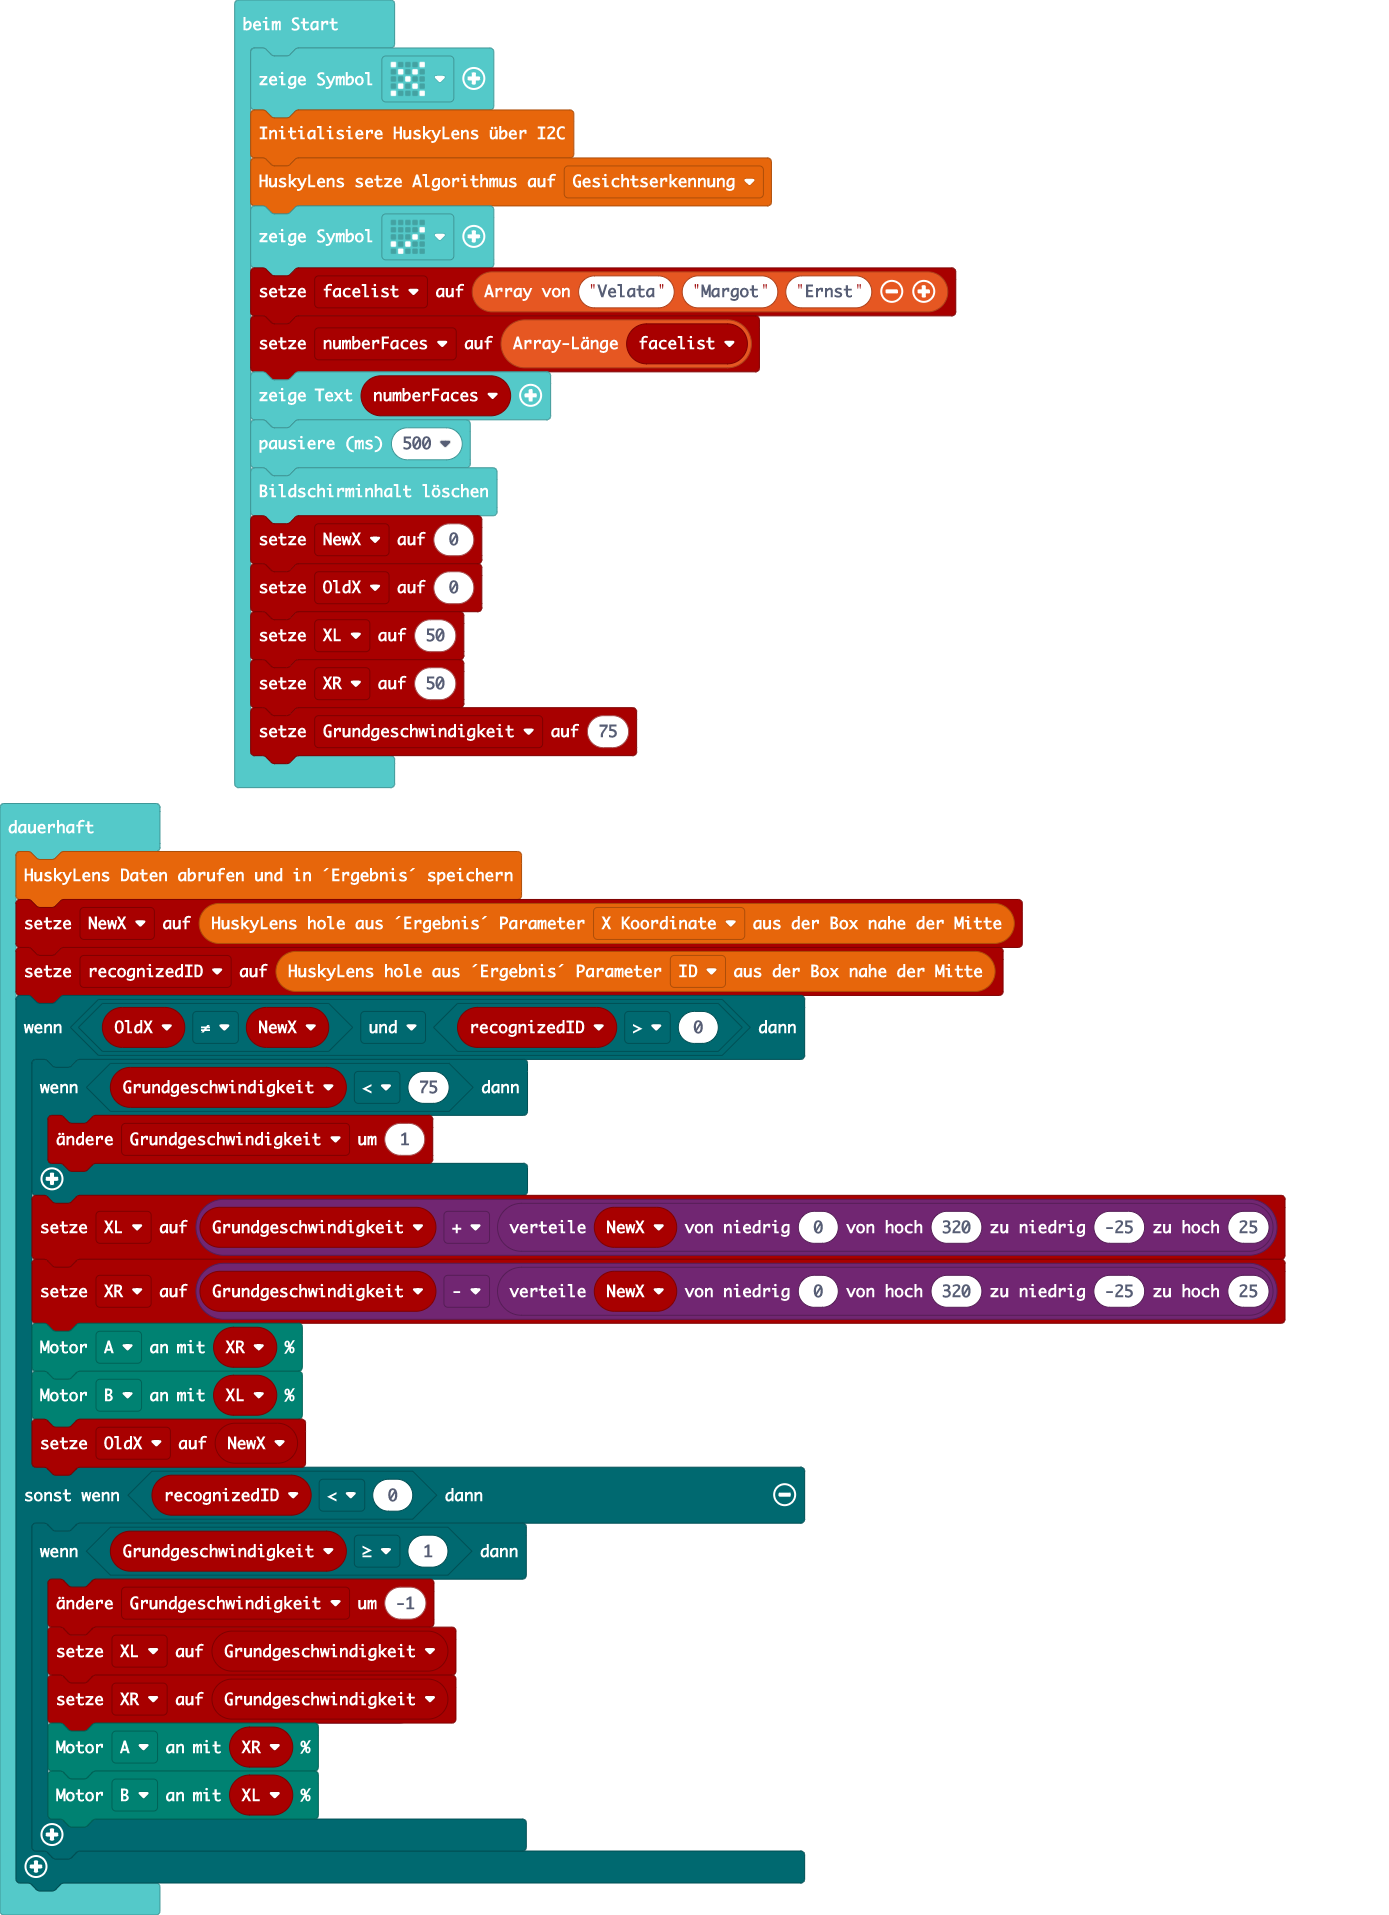 beim Start
zeige Symbol
Initialisiere HuskyLens über I2C
HuskyLens setze Algorithmus auf Gesichtserkennung
zeige Symbol
setze facelist auf Array von "Velata" "Margot" "Ernst"
setze numberFaces auf Array-Länge facelist
zeige Text numberFaces
pausiere (ms) 500
Bildschirminhalt löschen
setze NewX auf 0
setze OldX auf 0
setze XL auf 50
setze XR auf 50
setze Grundgeschwindigkeit auf 75
dauerhaft
HuskyLens Daten abrufen und in ´Ergebnis´ speichern
setze NewX auf HuskyLens hole aus ´Ergebnis´ Parameter X Koordinate aus der Box nahe der Mitte
setze recognizedID auf HuskyLens hole aus ´Ergebnis´ Parameter ID aus der Box nahe der Mitte
wenn OldX ≠ NewX und recognizedID > 0 dann
wenn Grundgeschwindigkeit < 75 dann
ändere Grundgeschwindigkeit um 1
setze XL auf Grundgeschwindigkeit + verteile NewX von niedrig 0 von hoch 320 zu niedrig -25 zu hoch 25
setze XR auf Grundgeschwindigkeit - verteile NewX von niedrig 0 von hoch 320 zu niedrig -25 zu hoch 25
Motor A an mit XR %
Motor B an mit XL %
setze OldX auf NewX
sonst wenn recognizedID < 0 dann
wenn Grundgeschwindigkeit ≥ 1 dann
ändere Grundgeschwindigkeit um -1
setze XL auf Grundgeschwindigkeit
setze XR auf Grundgeschwindigkeit
Motor A an mit XR %
Motor B an mit XL %